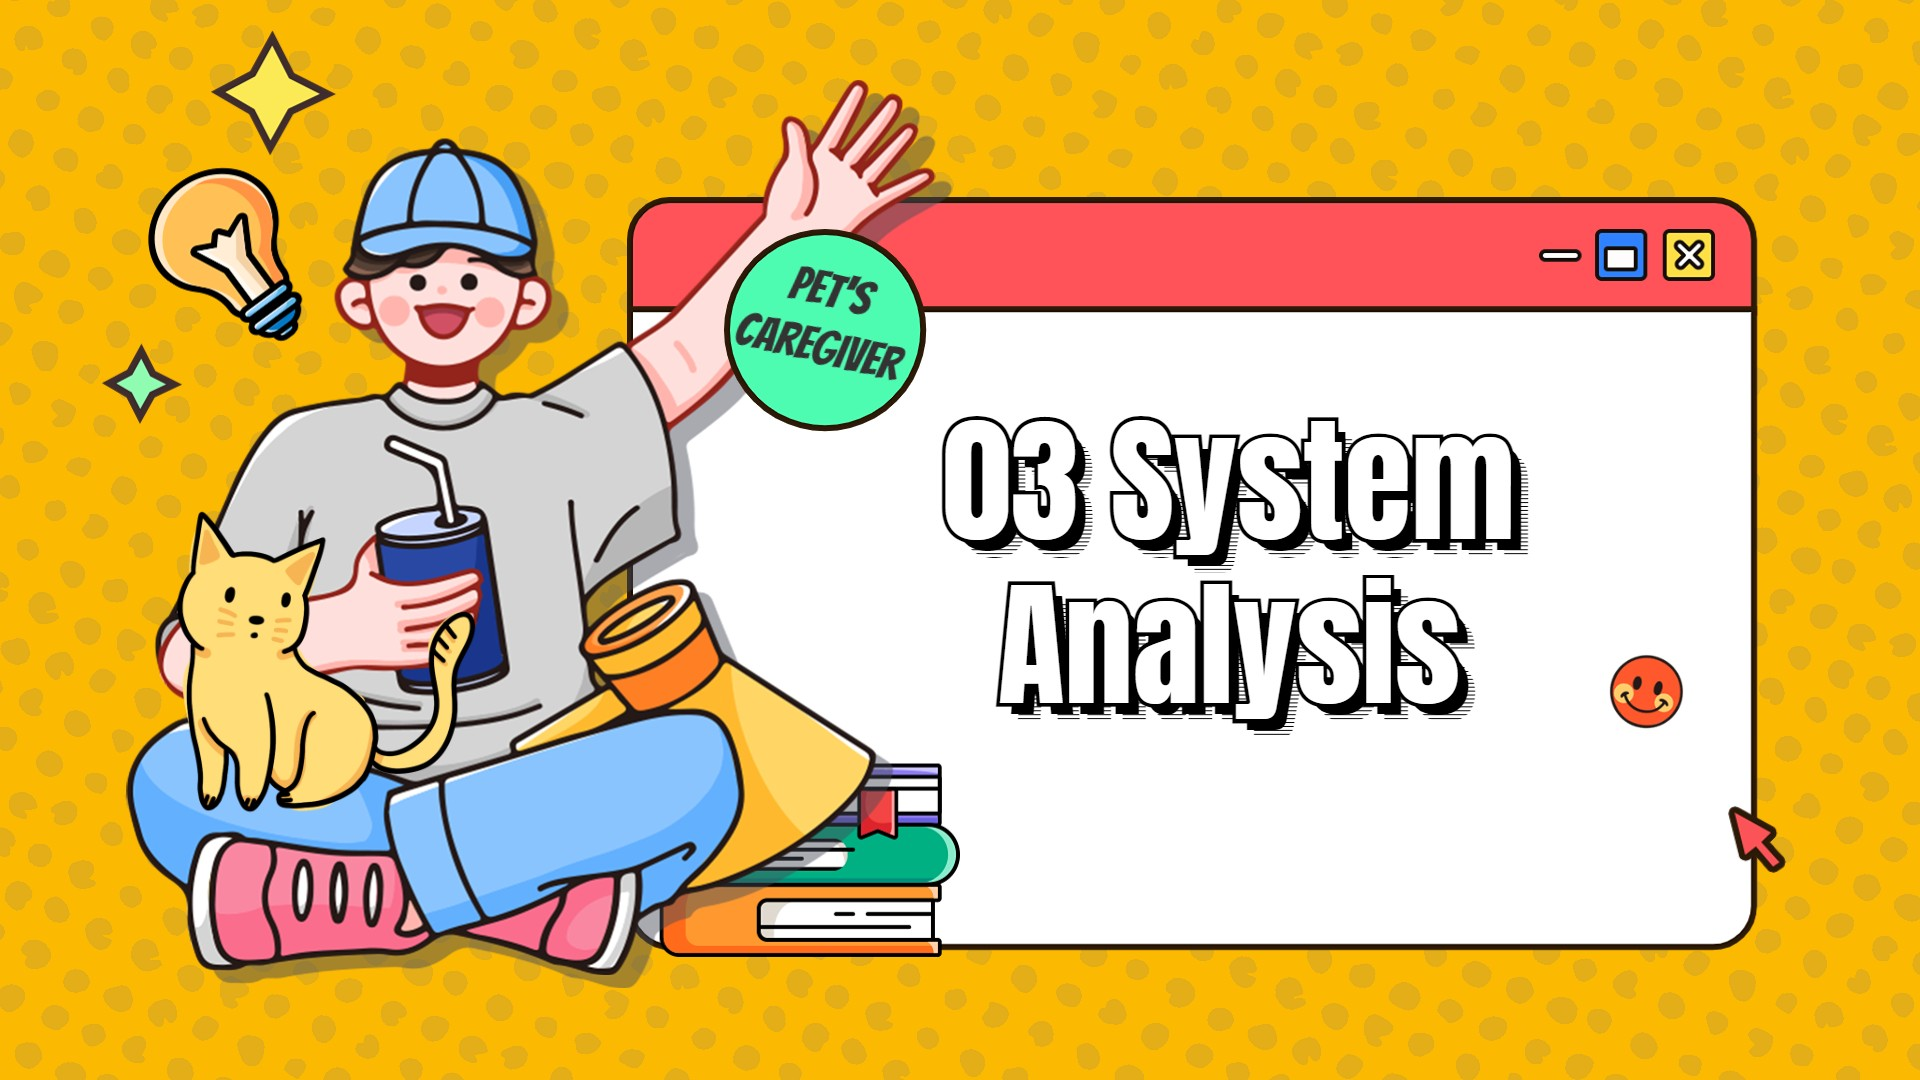 PET'S
CAREGIVER
03 System
Analysis